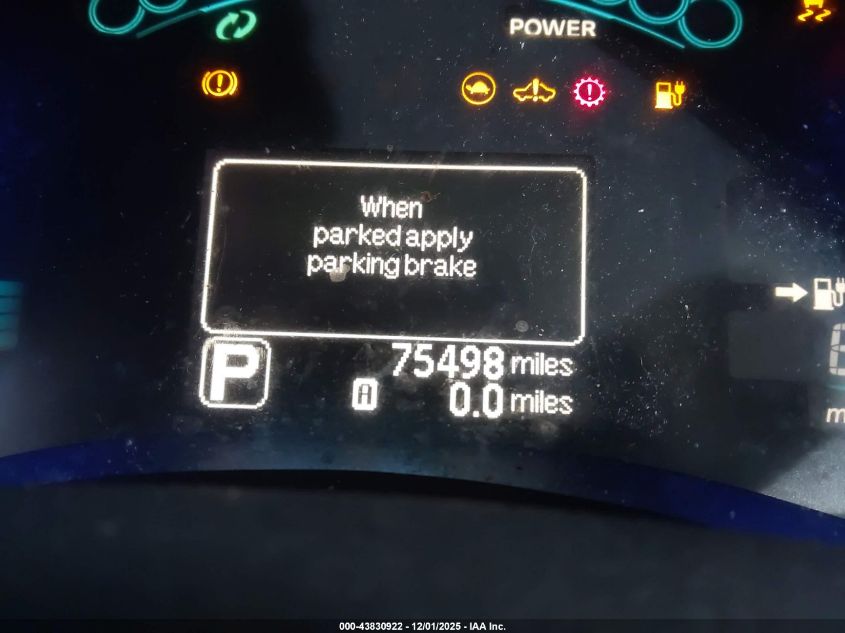 POWER
When
parked apply
parking brake
P
75498 miles
A 0.0 miles
000-43830922 - 12/01/2025 - IAA Inc.